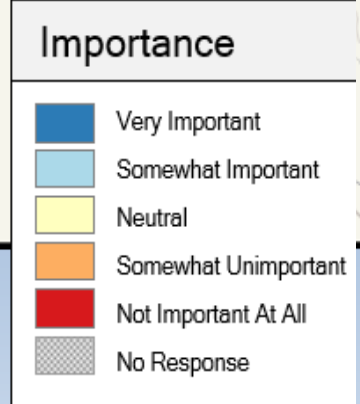 Importance
Very Important
Somewhat Important
Neutral
Somewhat Unimportant
Not Important At All
No Response